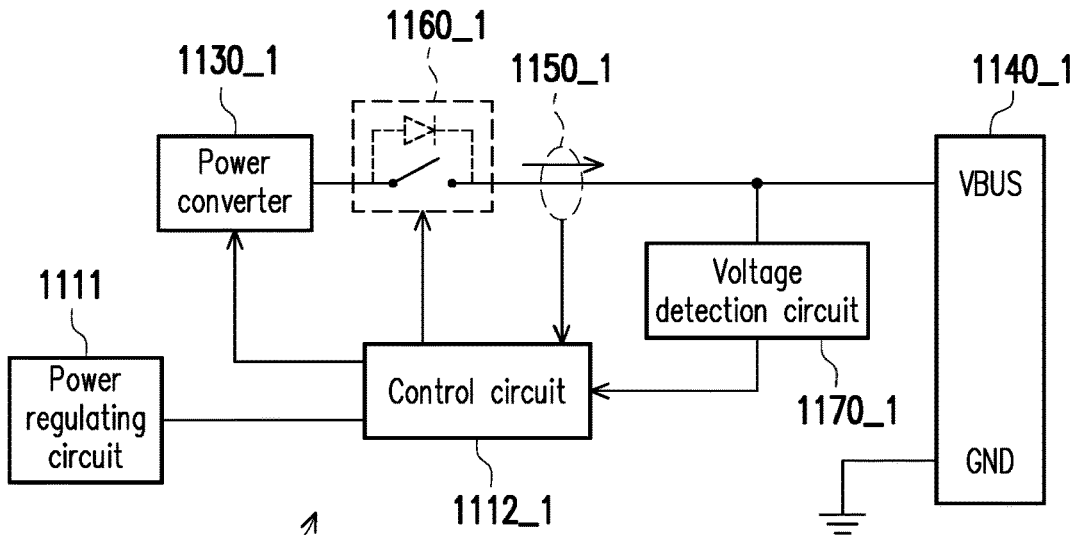 1160_1
1130_1
1150_1
1140_1
Power
converter
VBUS
Voltage
detection circuit
1111
Power
regulating
circuit
Control circuit
1170_1
GND
1112_1